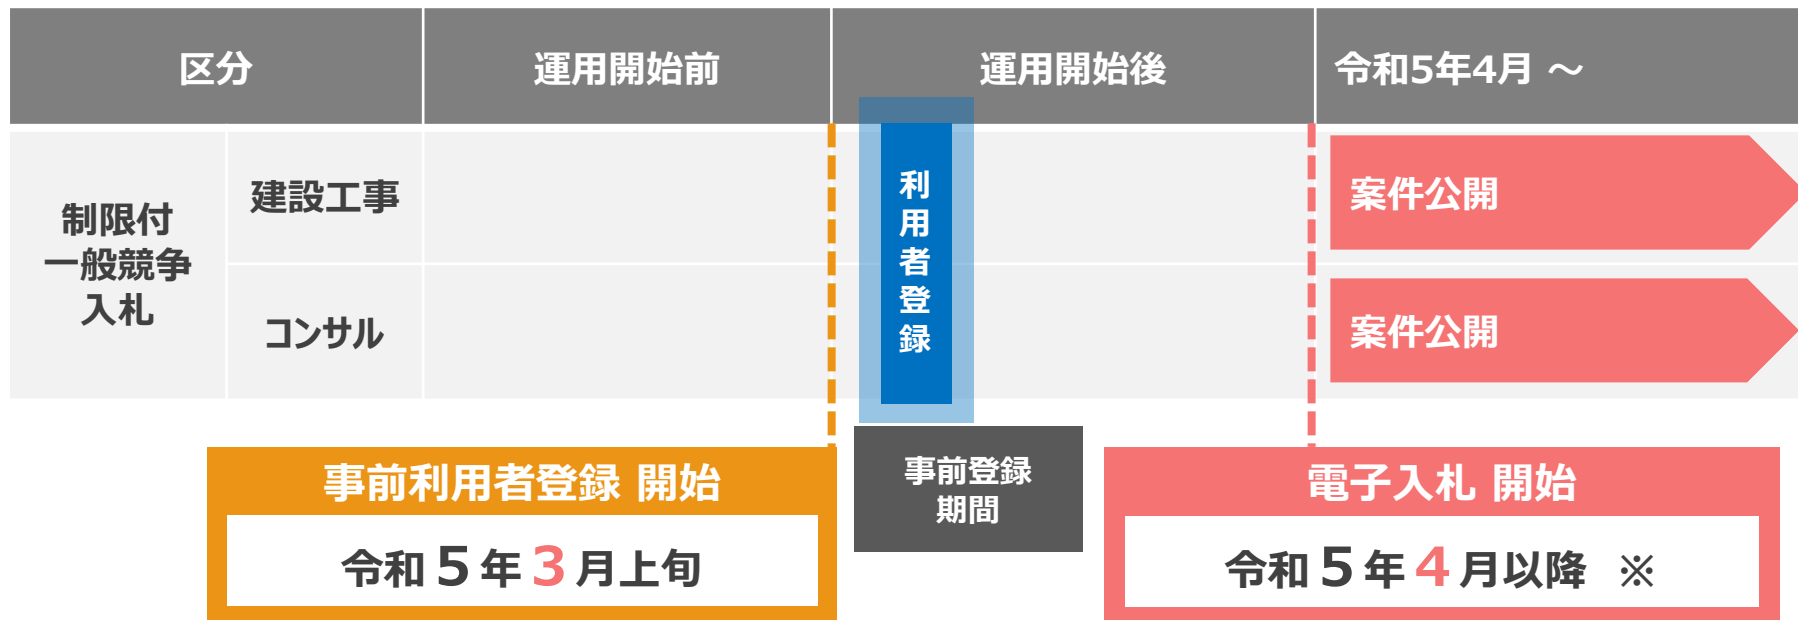 区分
運用開始前
運用開始後
令和5年4月 ～
制限付
一般競争
入札
建設工事
コンサル
利用者登録
案件公開
案件公開
事前利用者登録 開始
令和5年3月上旬
事前登録
期間
電子入札 開始
令和5年4月以降 ※